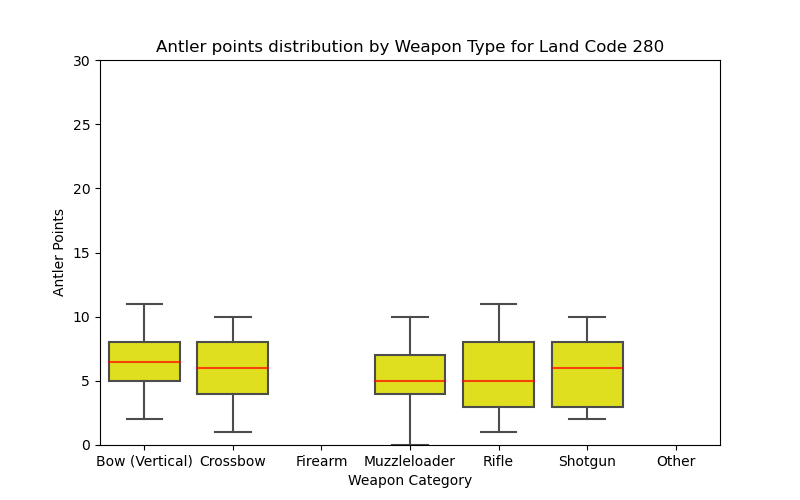 Antler points distribution by Weapon Type for Land Code 280
30
25
20
15
10
5
0
Antler Points
Bow (Vertical) Crossbow Firearm Muzzleloader Rifle Shotgun Other
Weapon Category